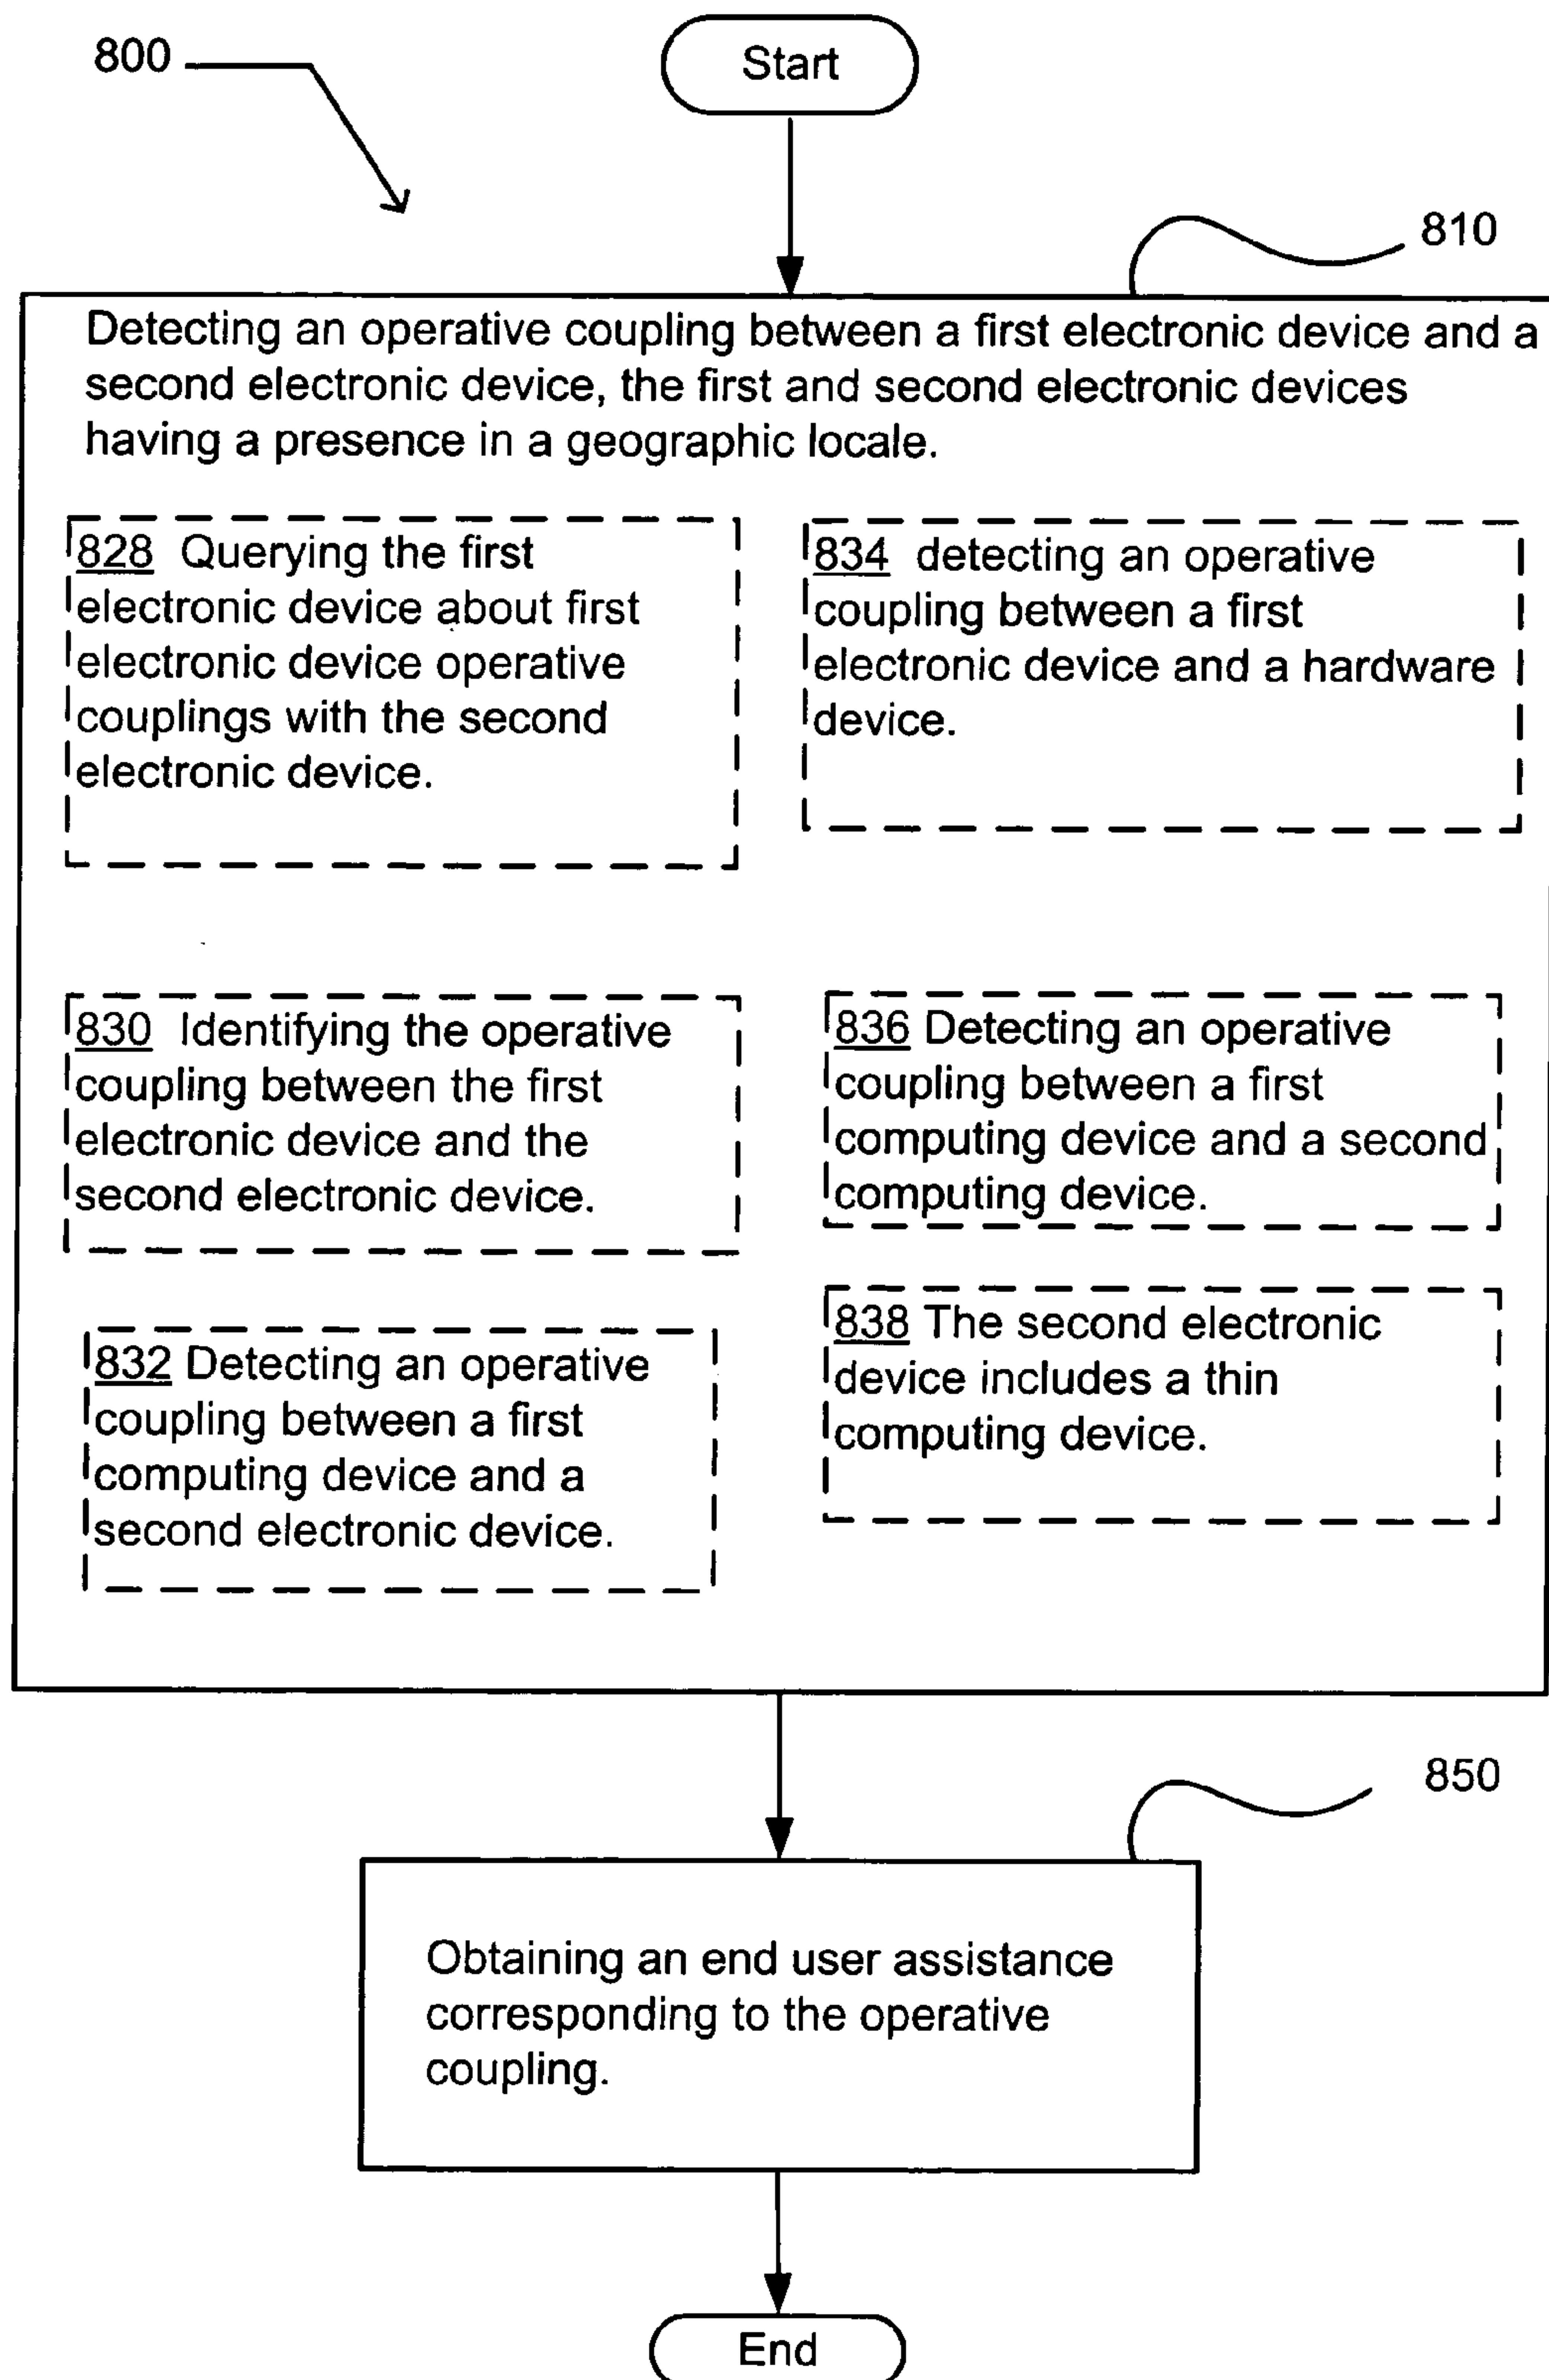 800
Start
810
Detecting an operative coupling between a first electronic device and a
second electronic device, the first and second electronic devices
having a presence in a geographic locale.
828 Querying the first
electronic device about first
electronic device operative
couplings with the second
electronic device.
834 detecting an operative
coupling between a first
electronic device and a hardware
device.
830 Identifying the operative
coupling between the first
electronic device and the
second electronic device.
836 Detecting an operative
coupling between a first
computing device and a second
computing device.
832 Detecting an operative
coupling between a first
computing device and a
second electronic device.
838 The second electronic
device includes a thin
computing device.
850
Obtaining an end user assistance
corresponding to the operative
coupling.
End